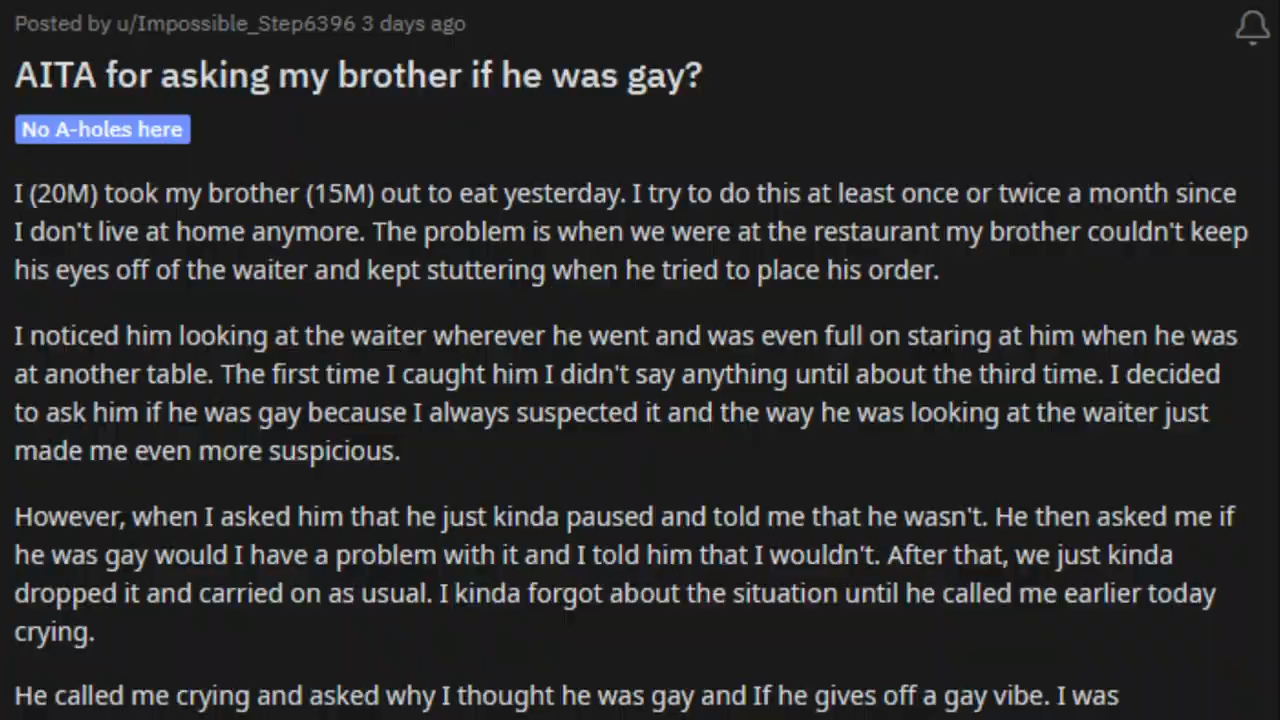 Posted by u/Impossible_Step6396 3 days ago
AITA for asking my brother if he was gay?
No A-holes here
I (20M) took my brother (15M) out to eat yesterday. I try to do this at least once or twice a month since
I don't live at home anymore. The problem is when we were at the restaurant my brother couldn't keep
his eyes off of the waiter and kept stuttering when he tried to place his order.
I noticed him looking at the waiter wherever he went and was even full on staring at him when he was
at another table. The first time I caught him I didn't say anything until about the third time. I decided
to ask him if he was gay because I always suspected it and the way he was looking at the waiter just
made me even more suspicious.
However, when I asked him that he just kinda paused and told me that he wasn't. He then asked me if
he was gay would I have a problem with it and I told him that I wouldn't. After that, we just kinda
dropped it and carried on as usual. I kinda forgot about the situation until he called me earlier today
crying.
He called me crying and asked why I thought he was gay and If he gives off a gay vibe. I was